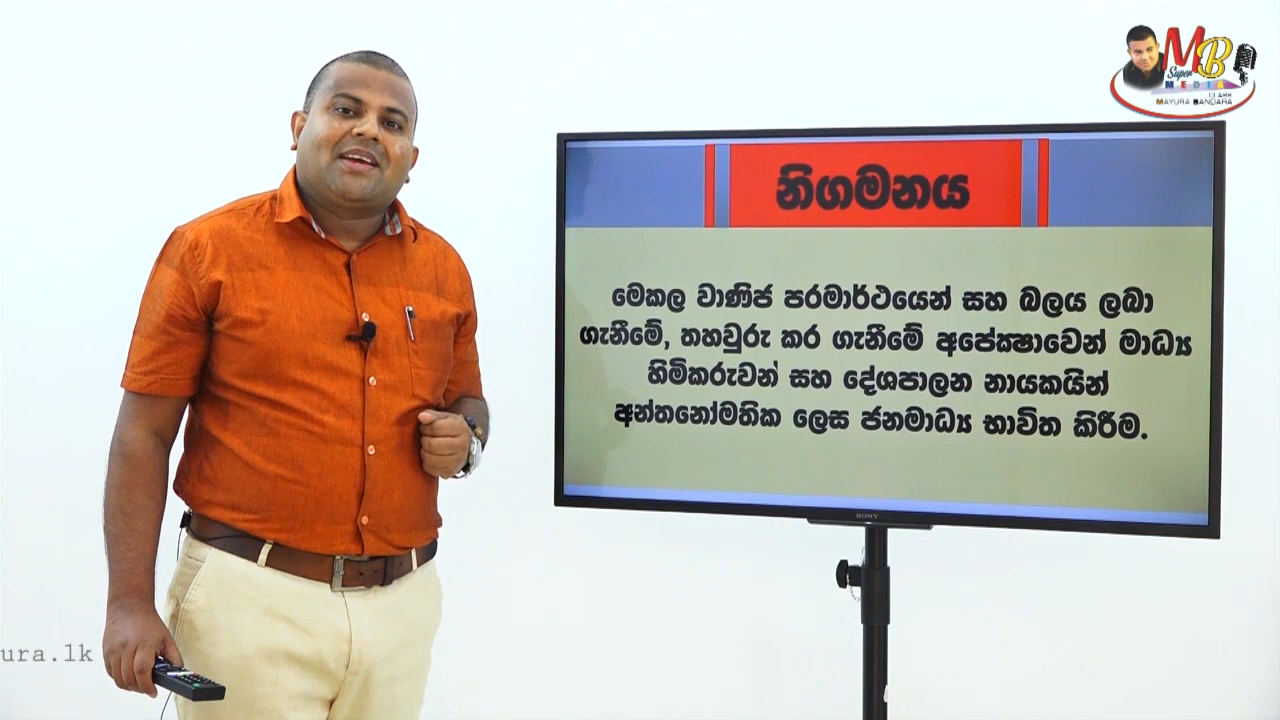 MB
Super
MEDIA
CLASS
MAYURA BANDARA
නිගමනය
මෙකල වාණිජ පරමාර්ථයෙන් සහ බලය ලබා
ගැනීමේ, තහවුරු කර ගැනීමේ අපේක්ෂාවෙන් මාධ්‍ය
හිමිකරුවන් සහ දේශපාලන නායකයින්
අන්තනෝමතික ලෙස ජනමාධ්‍ය භාවිත කිරීම.
SONY
ura.lk